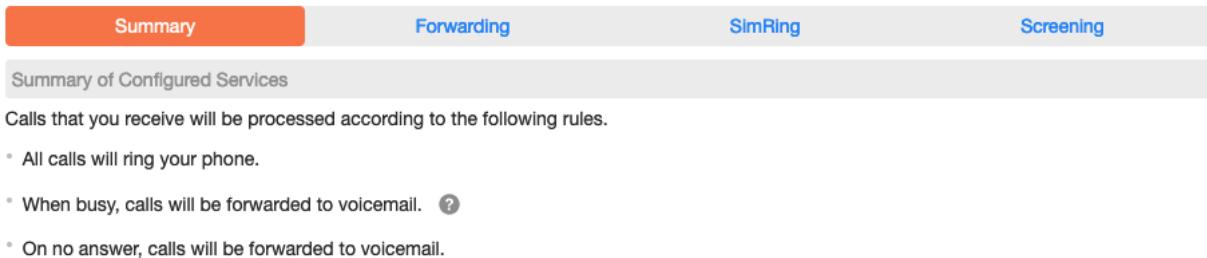 Summary Forwarding SimRing Screening
Summary of Configured Services
Calls that you receive will be processed according to the following rules.
All calls will ring your phone.
When busy, calls will be forwarded to voicemail. ?
On no answer, calls will be forwarded to voicemail.